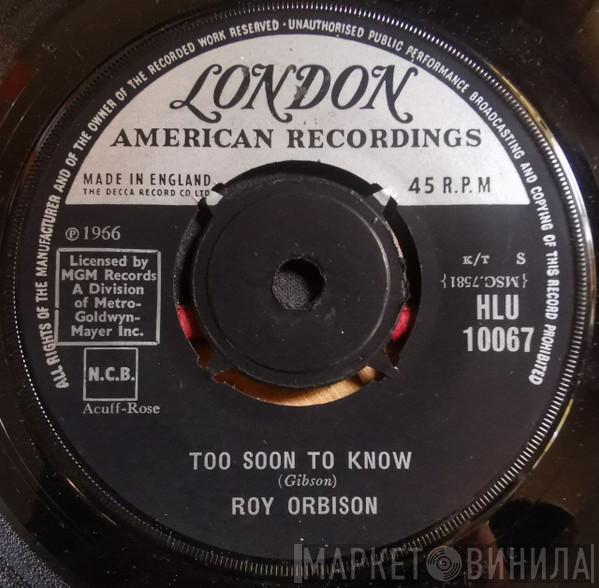 ALL RIGHTS OF THE MANUFACTURER AND OF THE OWNER OF THE RECORDED WORK RESERVED · UNAUTHORISED PUBLIC PERFORMANCE BROADCASTING AND COPYING OF THIS RECORD PROHIBITED
LONDON
AMERICAN RECORDINGS
MADE IN ENGLAND
THE DECCA RECORD CO LTD
45 R.P.M
℗ 1966
Licensed by
MGM Records
A Division
of Metro-
Goldwyn-
Mayer Inc.
N.C.B.
Acuff-Rose
S T/K
{MSC.7581}
HLU
10067
TOO SOON TO KNOW
(Gibson)
ROY ORBISON
МАРКЕТ ВИНИЛА